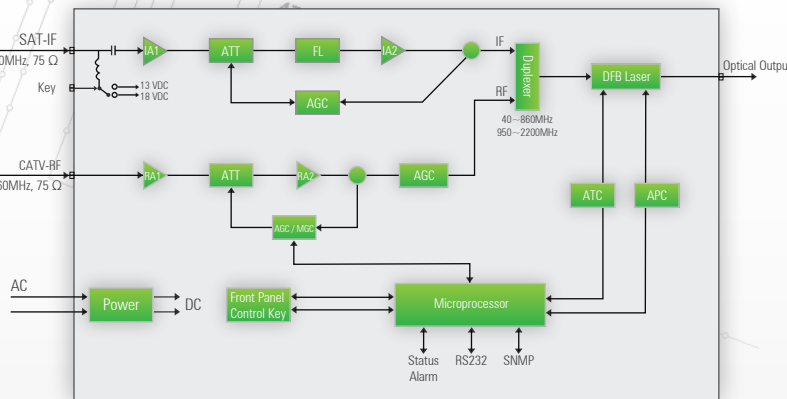 SAT-IF
0MHz, 75 Ω
Key
13 VDC
18 VDC
IA1
ATT
FL
IA2
AGC
IF
RF
Duplexer
40~860MHz
950~2200MHz
DFB Laser
Optical Outpu
CATV-RF
60MHz, 75 Ω
RA1
ATT
RA2
AGC
AGC / MGC
ATC
APC
AC
Power
DC
Front Panel
Control Key
Microprocessor
Status
Alarm
RS232
SNMP